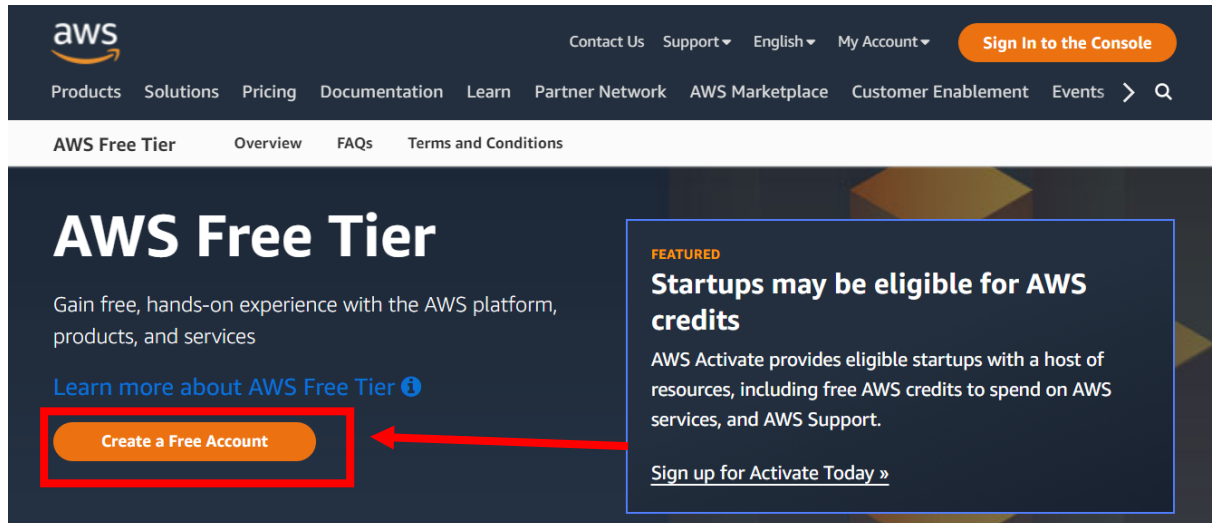 aws
Contact Us Support English My Account Sign In to the Console
Products Solutions Pricing Documentation Learn Partner Network AWS Marketplace Customer Enablement Events
AWS Free Tier Overview FAQs Terms and Conditions
AWS Free Tier
Gain free, hands-on experience with the AWS platform,
products, and services
Learn more about AWS Free Tier
Create a Free Account
FEATURED
Startups may be eligible for AWS
credits
AWS Activate provides eligible startups with a host of
resources, including free AWS credits to spend on AWS
services, and AWS Support.
Sign up for Activate Today »